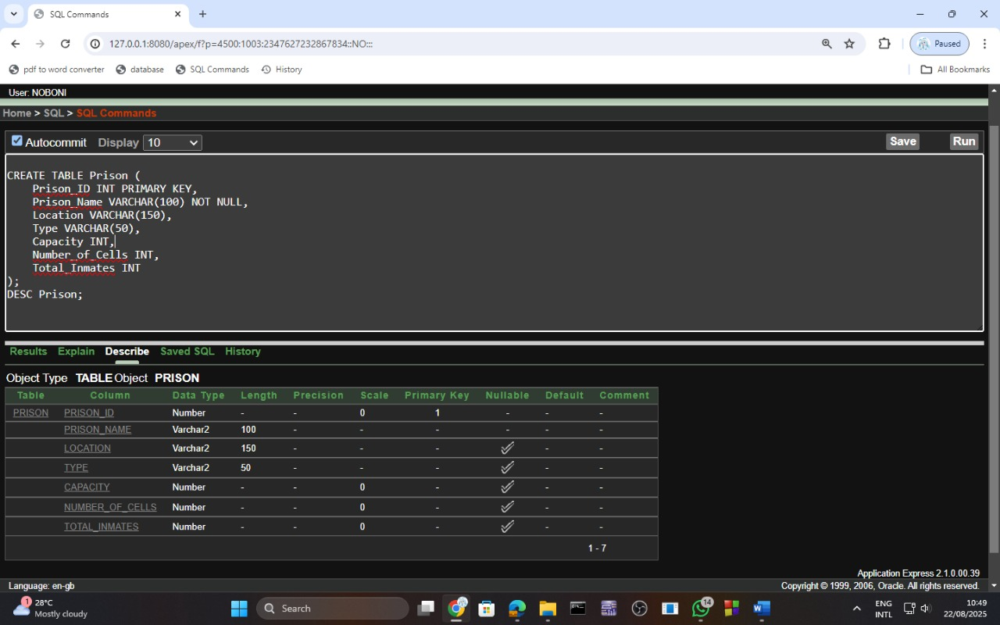 SQL Commands
127.0.0.1:8080/apex/f?p=4500:1003:2347627232867834::NO:::
Paused
pdf to word converter database SQL Commands History
All Bookmarks
User: NOBONI
Home > SQL > SQL Commands
Autocommit Display 10 Save Run
CREATE TABLE Prison (
Prison_ID INT PRIMARY KEY,
Prison_Name VARCHAR(100) NOT NULL,
Location VARCHAR(150),
Type VARCHAR(50),
Capacity INT,
Number_of_Cells INT,
Total_Inmates INT
);
DESC Prison;
Results Explain Describe Saved SQL History
Object Type TABLE Object PRISON
Table Column Data Type Length Precision Scale Primary Key Nullable Default Comment
PRISON PRISON_ID Number - - 0 1 - - -
PRISON_NAME Varchar2 100 - - - - - -
LOCATION Varchar2 150 - - - - -
TYPE Varchar2 50 - - - - -
CAPACITY Number - - 0 - - -
NUMBER_OF_CELLS Number - - 0 - - -
TOTAL_INMATES Number - - 0 - - -
1 - 7
Application Express 2.1.0.00.39
Language: en-gb Copyright © 1999, 2006, Oracle. All rights reserved.
1
28°C
Mostly cloudy
Search
14
ENG
INTL
10:49
22/08/2025